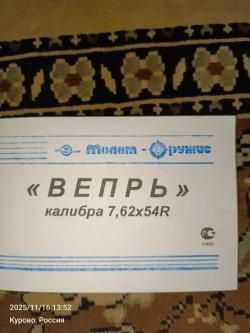 Молот - Оружие
« ВЕПРЬ »
калибра 7,62x54R
2025/11/16 13:52
Курово, Россия